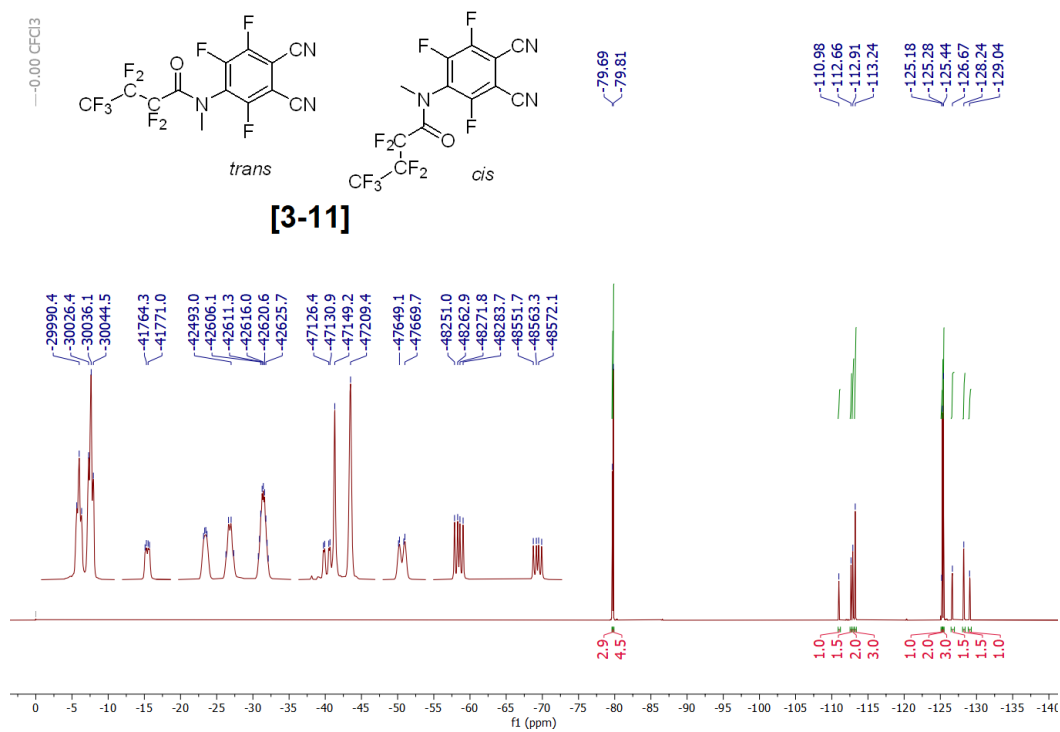 -0.00 CFCl3
F
F
CN
CN
F
F2
O
CF3
F2
N
trans
F
F
CN
CN
F
N
F2
O
CF3
F2
cis
[3-11]
-79.69
-79.81
-110.98
-112.66
-112.91
-113.24
-125.18
-125.28
-125.44
-126.67
-128.24
-129.04
-29990.4
-30026.4
-30036.1
-30044.5
-41764.3
-41771.0
-42493.0
-42606.1
-42611.3
-42616.0
-42620.6
-42625.7
-47126.4
-47130.9
-47149.2
-47209.4
-47649.1
-47669.7
-48251.0
-48262.9
-48271.8
-48283.7
-48551.7
-48563.3
-48572.1
2.9
4.5
1.0
1.5
2.0
3.0
1.0
2.0
3.0
1.5
1.5
1.0
0 -5 -10 -15 -20 -25 -30 -35 -40 -45 -50 -55 -60 -65 -70 -75 -80 -85 -90 -95 -100 -105 -110 -115 -120 -125 -130 -135 -140
f1 (ppm)